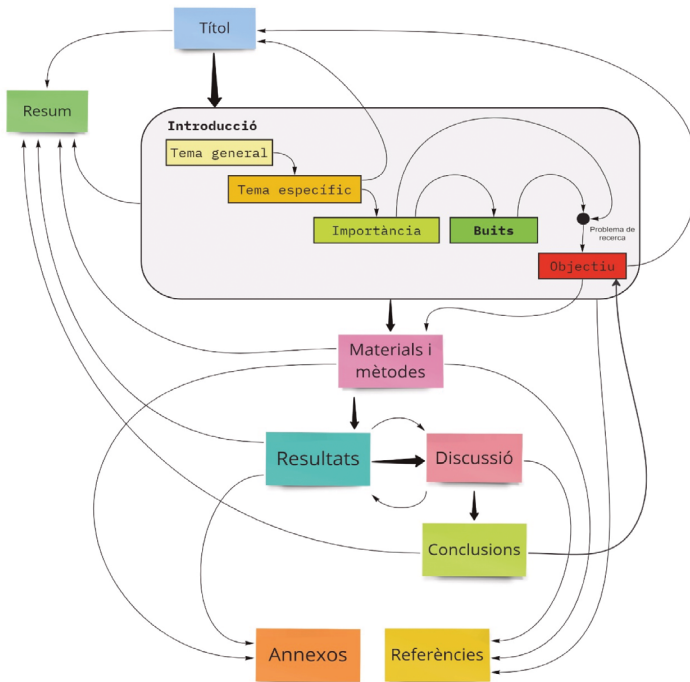 Títol
Resum
Introducció
Tema general
Tema específic
Importància
Buits
Problema de
recerca
Objectiu
Materials i
mètodes
Resultats
Discussió
Conclusions
Annexos
Referències